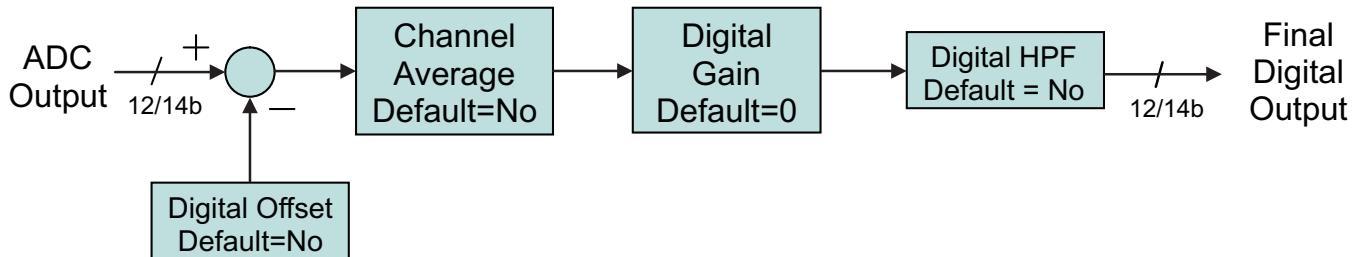 ADC
Output
12/14b
+
−
Digital Offset
Default=No
Channel
Average
Default=No
Digital
Gain
Default=0
Digital HPF
Default = No
12/14b
Final
Digital
Output